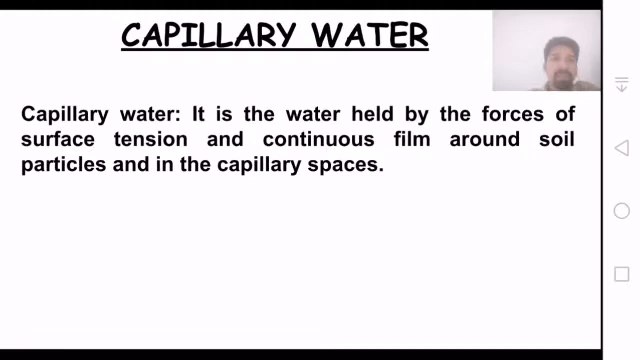 CAPILLARY WATER
Capillary water: It is the water held by the forces of
surface tension and continuous film around soil
particles and in the capillary spaces.